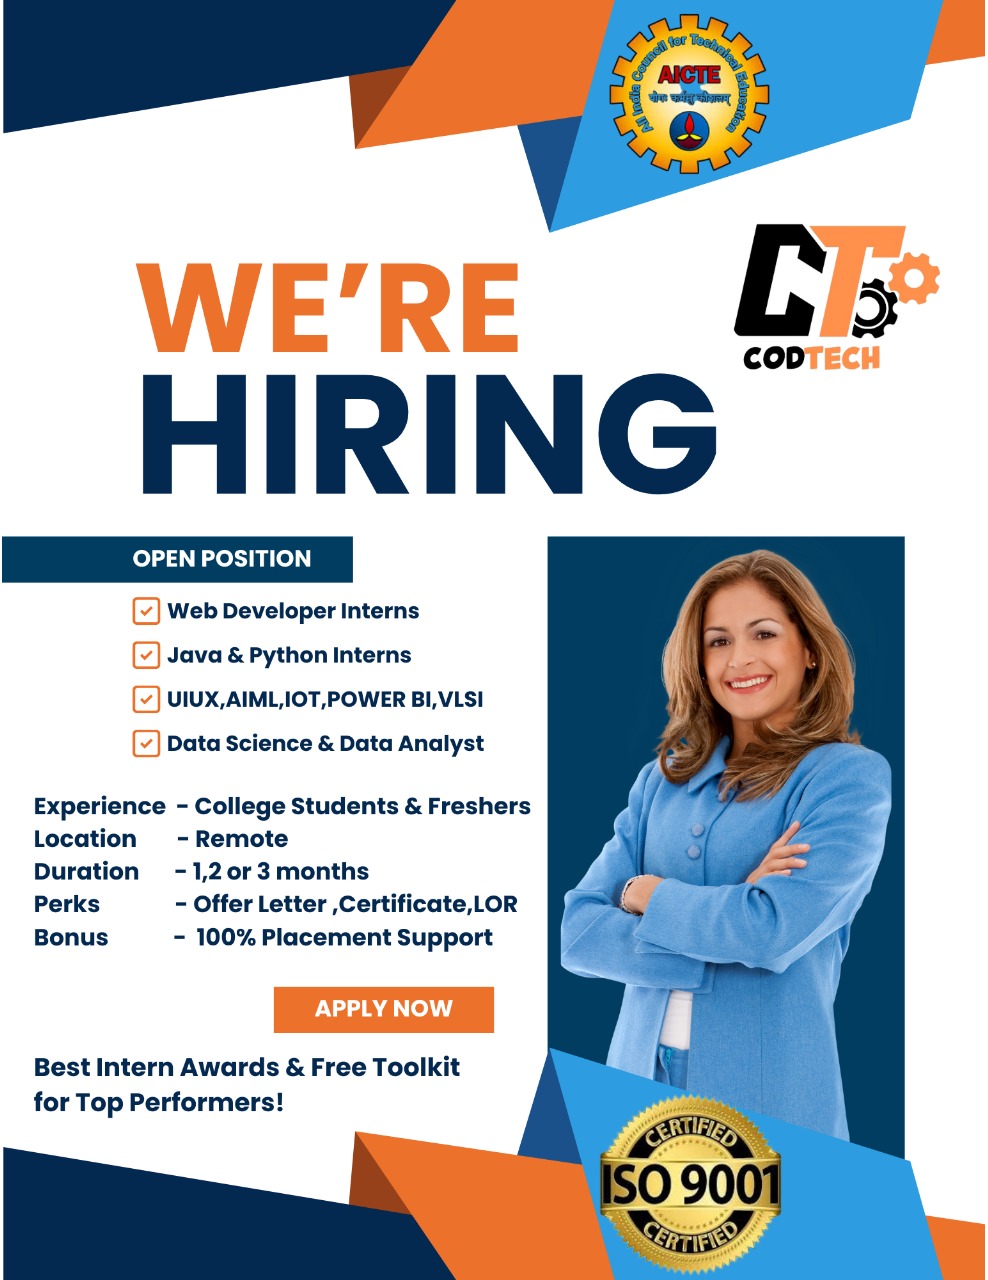 All India Council for Technical Education
AICTE
योगः कर्मसु कौशलम्
CT
CODTECH
WE’RE
HIRING
OPEN POSITION
Web Developer Interns
Java & Python Interns
UIUX,AIML,IOT,POWER BI,VLSI
Data Science & Data Analyst
Experience - College Students & Freshers
Location - Remote
Duration - 1,2 or 3 months
Perks - Offer Letter ,Certificate,LOR
Bonus - 100% Placement Support
APPLY NOW
Best Intern Awards & Free Toolkit
for Top Performers!
CERTIFIED
ISO 9001
CERTIFIED